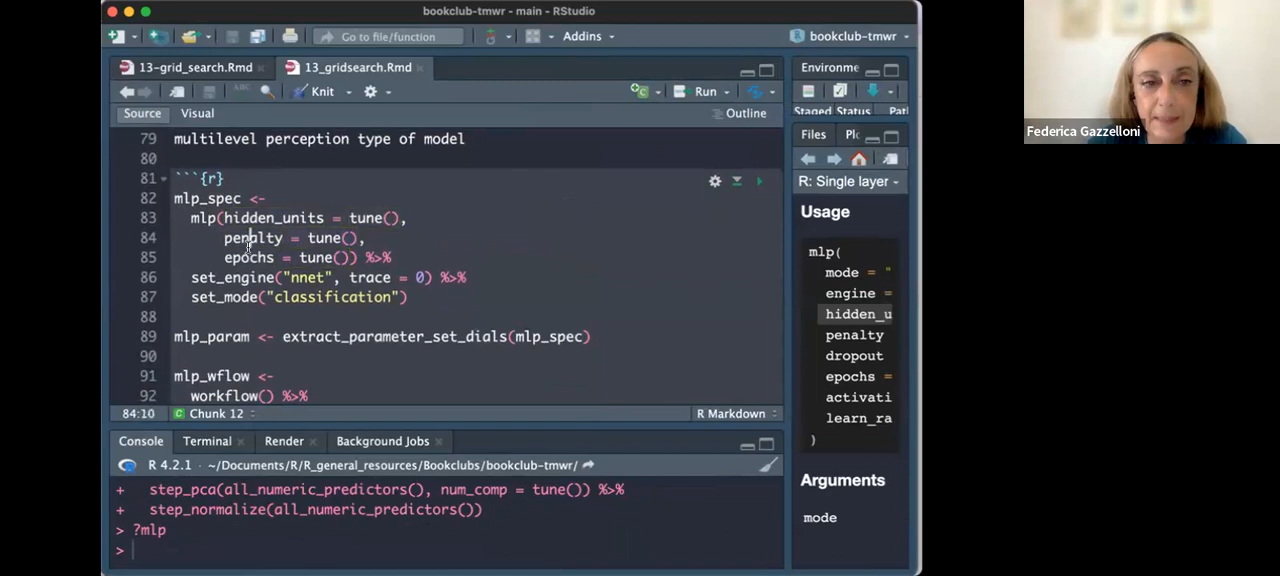 bookclub-tmwr - main - RStudio
Go to file/function
Addins
bookclub-tmwr
13-grid_search.Rmd
13_gridsearch.Rmd
Environme
ABC
Knit
Run
Source
Visual
Outline
Staged Status Patl
Files
Plo
R: Single layer
79 multilevel perception type of model
80
81 ```{r}
82 mlp_spec <-
83 mlp(hidden_units = tune(),
84 penalty = tune(),
85 epochs = tune()) %>%
86 set_engine("nnet", trace = 0) %>%
87 set_mode("classification")
88
89 mlp_param <- extract_parameter_set_dials(mlp_spec)
90
91 mlp_wflow <-
92 workflow() %>%
84:10
Chunk 12
R Markdown
Usage
mlp(
mode = "
engine =
hidden_u
penalty
dropout
epochs =
activati
learn_ra
)
Arguments
mode
Console
Terminal
Render
Background Jobs
R 4.2.1 · ~/Documents/R/R_general_resources/Bookclubs/bookclub-tmwr/
+ step_pca(all_numeric_predictors(), num_comp = tune()) %>%
+ step_normalize(all_numeric_predictors())
> ?mlp
>
Federica Gazzelloni